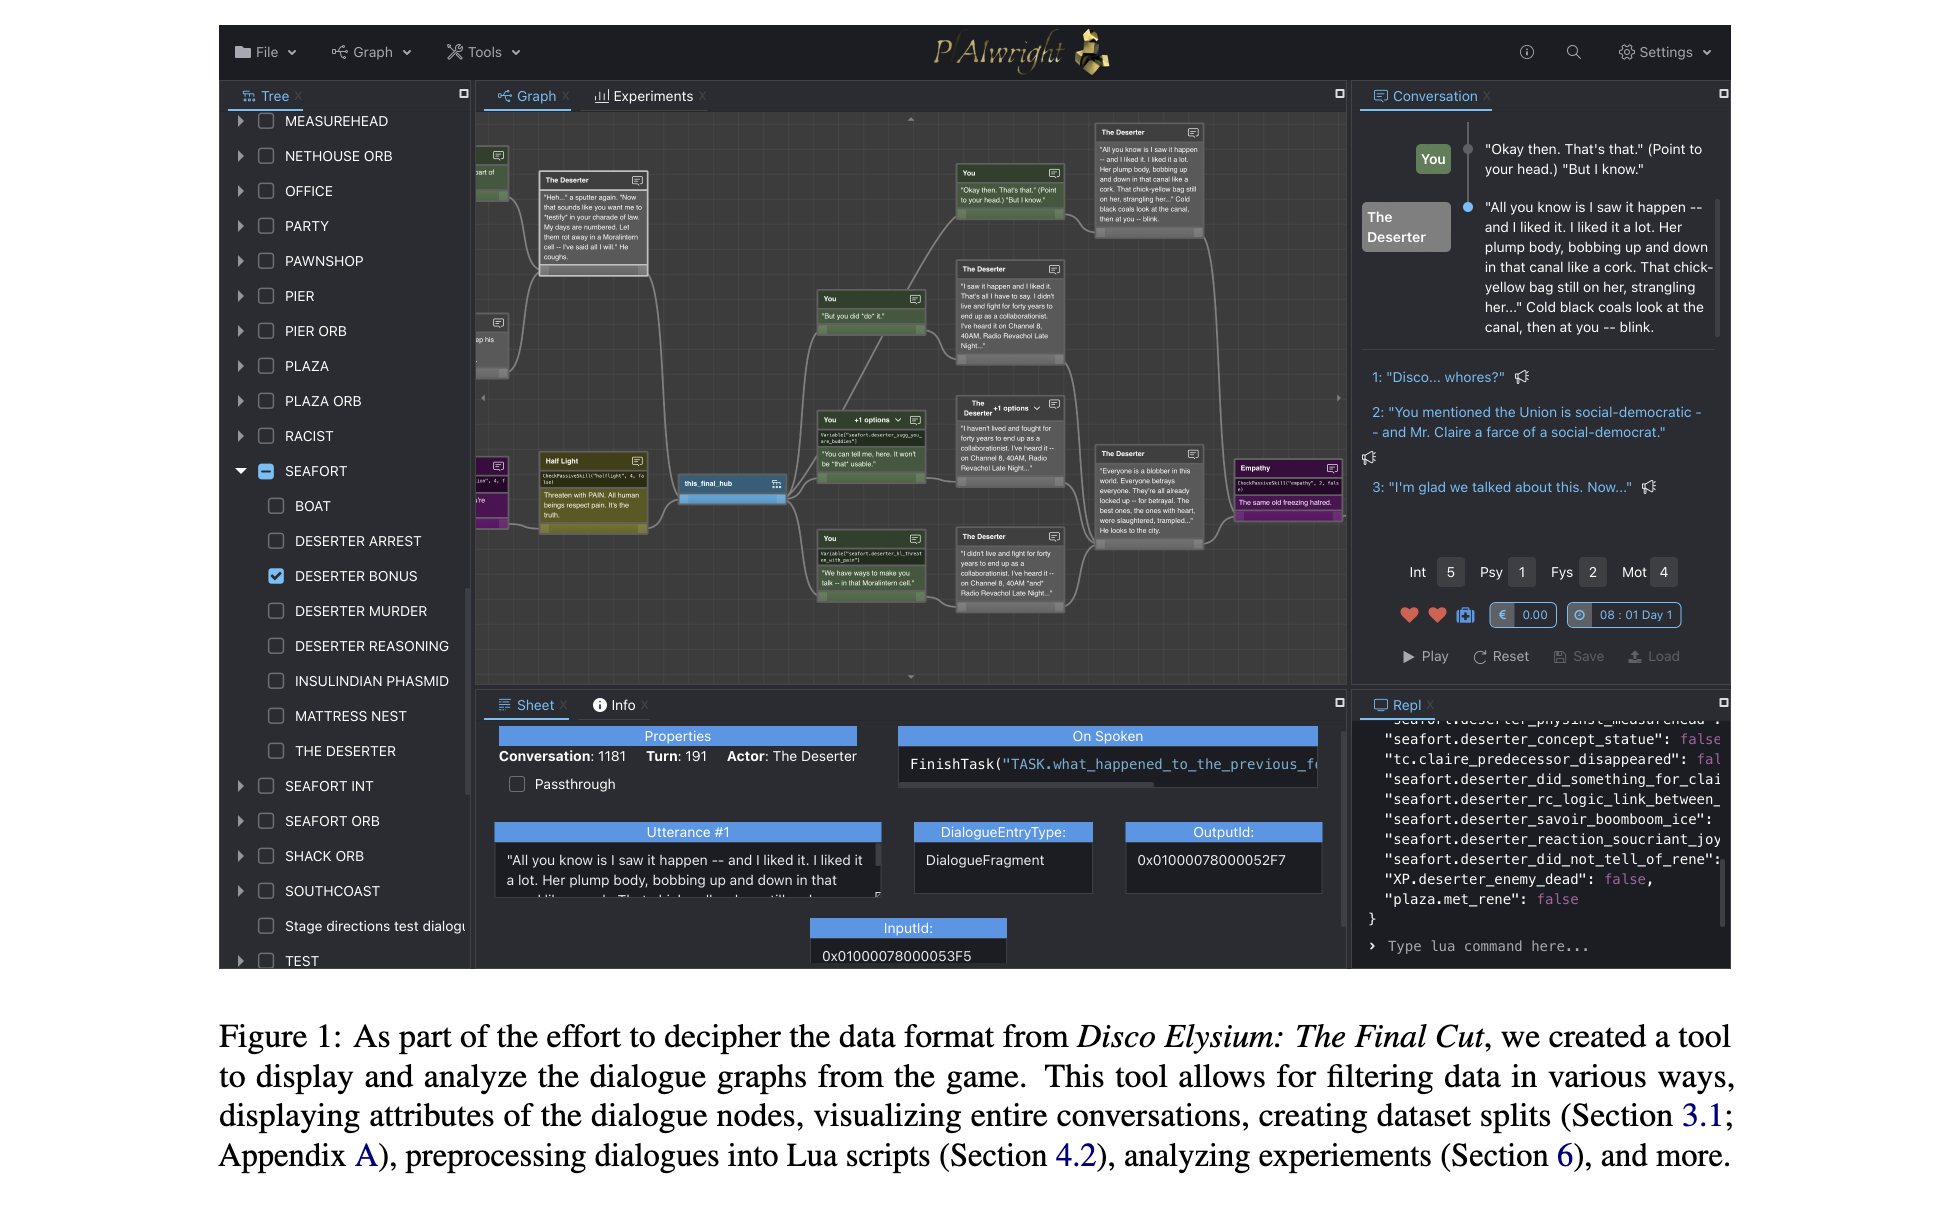 File
Graph
Tools
PlAIwright
Settings
Tree
MEASUREHEAD
NETHOUSE ORB
OFFICE
PARTY
PAWNSHOP
PIER
PIER ORB
PLAZA
PLAZA ORB
RACIST
SEAFORT
BOAT
DESERTER ARREST
DESERTER BONUS
DESERTER MURDER
DESERTER REASONING
INSULINDIAN PHASMID
MATTRESS NEST
THE DESERTER
SEAFORT INT
SEAFORT ORB
SHACK ORB
SOUTHCOAST
Stage directions test dialogu
TEST
Graph
Experiments
part of
ep his
The Deserter
"Heh..." a sputter again. "Now
that sounds like you want me to
*testify* in your charade of law.
My days are numbered. Let
them rot away in a Moralintern
cell -- I've said all I will." He
coughs.
Half Light
CheckPassiveSkill("halflight", 4, f
alse)
Threaten with PAIN. All human
beings respect pain. It's the
truth.
this_final_hub
You
"But you did *do* it."
You +1 options
Variable["seafort.deserter_sugg_you_
are_buddies"]
"You can tell me, here. It won't
be *that* usable."
You
Variable["seafort.deserter_hl_threat
en_with_pain"]
"We have ways to make you
talk -- in that Moralintern cell."
You
"Okay then. That's that." (Point
to your head.) "But I know."
The Deserter
"I saw it happen and I liked it.
That's all I have to say. I didn't
live and fight for forty years to
end up as a collaborationist.
I've heard it on Channel 8,
40AM, Radio Revachol Late
Night..."
The
Deserter +1 options
"I haven't lived and fought for
forty years to end up as a
collaborationist. I've heard it --
on Channel 8, 40AM, Radio
Revachol Late Night..."
The Deserter
"I didn't live and fight for forty
years to end up as a
collaborationist. I've heard it --
on Channel 8, 40AM *and*
Radio Revachol Late Night..."
The Deserter
"All you know is I saw it happen
-- and I liked it. I liked it a lot.
Her plump body, bobbing up
and down in that canal like a
cork. That chick-yellow bag still
on her, strangling her..." Cold
black coals look at the canal,
then at you -- blink.
The Deserter
"Everyone is a blobber in this
world. Everyone betrays
everyone. They're all already
locked up -- for betrayal. The
best ones, the ones with heart,
were slaughtered, trampled..."
He looks to the city.
Empathy
CheckPassiveSkill("empathy", 2, fals
e)
The same old freezing hatred.
Conversation
You
"Okay then. That's that." (Point to
your head.) "But I know."
The
Deserter
"All you know is I saw it happen --
and I liked it. I liked it a lot. Her
plump body, bobbing up and down
in that canal like a cork. That chick-
yellow bag still on her, strangling
her..." Cold black coals look at the
canal, then at you -- blink.
1: "Disco... whores?"
2: "You mentioned the Union is social-democratic -
- and Mr. Claire a farce of a social-democrat."
3: "I'm glad we talked about this. Now..."
Int 5 Psy 1 Fys 2 Mot 4
€ 0.00 08 : 01 Day 1
Play Reset Save Load
Sheet
Info
Properties
Conversation: 1181 Turn: 191 Actor: The Deserter
Passthrough
On Spoken
FinishTask("TASK.what_happened_to_the_previous_fo
Utterance #1
"All you know is I saw it happen -- and I liked it. I liked it
a lot. Her plump body, bobbing up and down in that
DialogueEntryType:
DialogueFragment
OutputId:
0x01000078000052F7
InputId:
0x01000078000053F5
Repl
"seafort.deserter_concept_statue": false
"tc.claire_predecessor_disappeared": fal
"seafort.deserter_did_something_for_clai
"seafort.deserter_rc_logic_link_between_
"seafort.deserter_savoir_boomboom_ice":
"seafort.deserter_reaction_soucriant_joy
"seafort.deserter_did_not_tell_of_rene":
"XP.deserter_enemy_dead": false,
"plaza.met_rene": false
}
› Type lua command here...
Figure 1: As part of the effort to decipher the data format from Disco Elysium: The Final Cut, we created a tool
to display and analyze the dialogue graphs from the game. This tool allows for filtering data in various ways,
displaying attributes of the dialogue nodes, visualizing entire conversations, creating dataset splits (Section 3.1;
Appendix A), preprocessing dialogues into Lua scripts (Section 4.2), analyzing experiements (Section 6), and more.